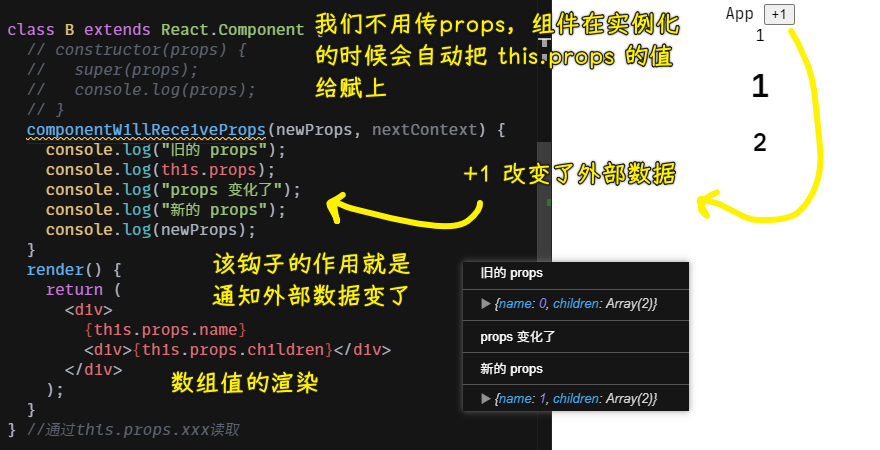 class B extends React.Component {
// constructor(props) {
//   super(props);
//   console.log(props);
// }
componentWillReceiveProps(newProps, nextContext) {
console.log("旧的 props");
console.log(this.props);
console.log("props 变化了");
console.log("新的 props");
console.log(newProps);
}
render() {
return (
<div>
{this.props.name}
<div>{this.props.children}</div>
</div>
);
}
} //通过this.props.xxx读取
我们不用传props，组件在实例化
的时候会自动把 this.props 的值
给赋上
+1 改变了外部数据
该钩子的作用就是
通知外部数据变了
数组值的渲染
App +1
1
1
2
旧的 props
▶{name: 0, children: Array(2)}
props 变化了
新的 props
▶{name: 1, children: Array(2)}